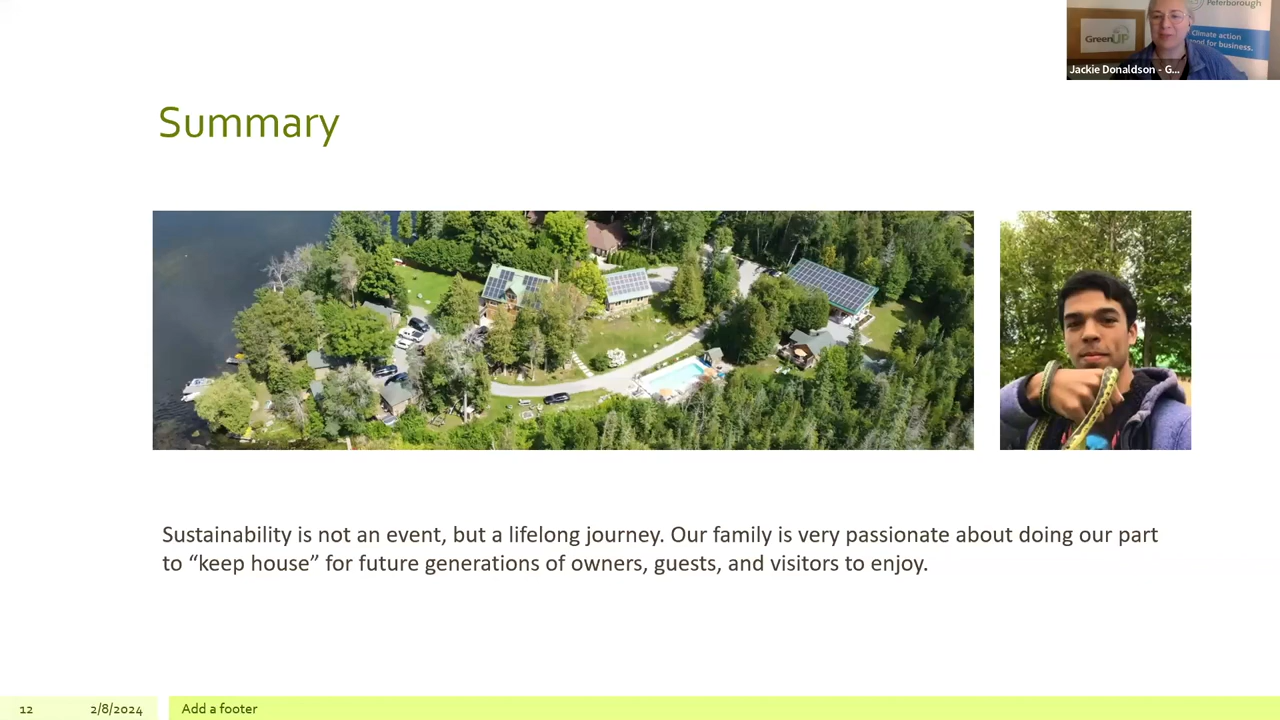 Peterborough
GreenUP
Climate action
good for business.
Jackie Donaldson - G...
Summary
Sustainability is not an event, but a lifelong journey. Our family is very passionate about doing our part
to “keep house” for future generations of owners, guests, and visitors to enjoy.
12 2/8/2024 Add a footer